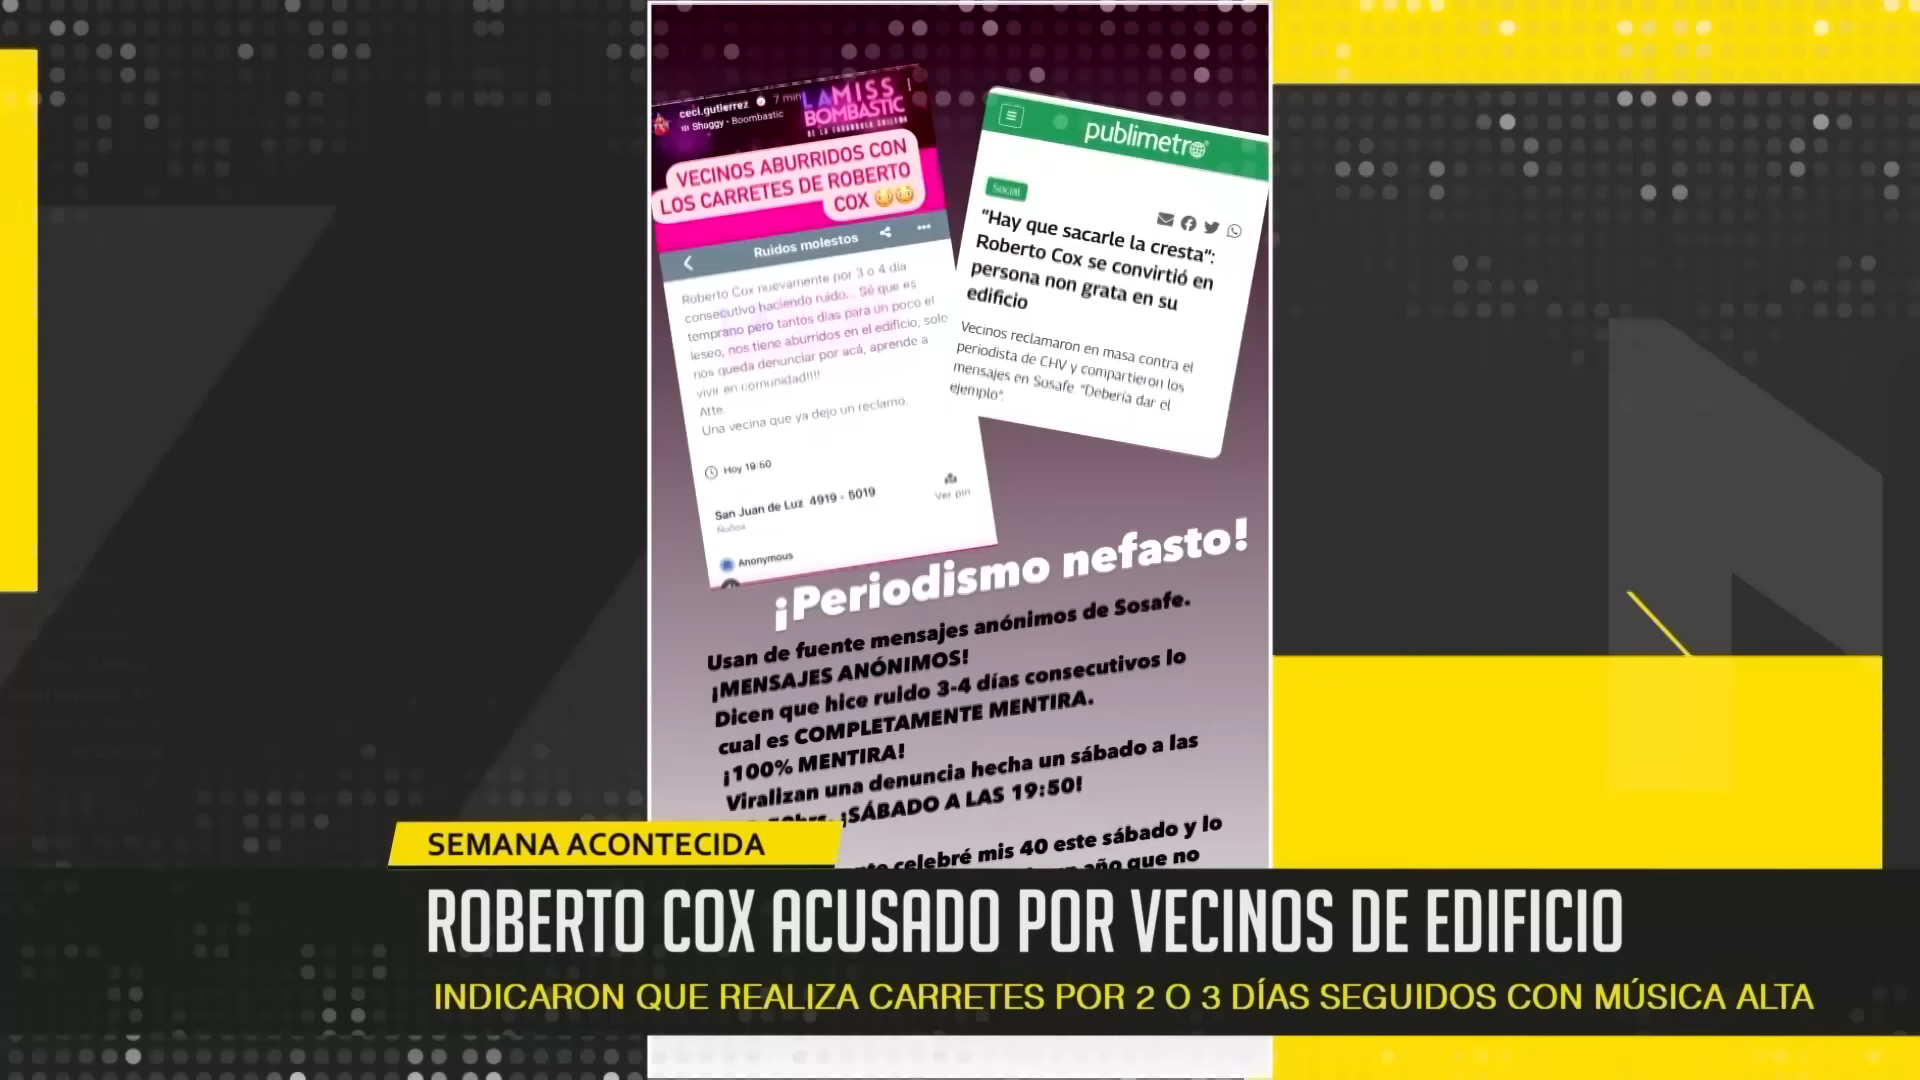 ceci.gutierrez 7 min
Shaggy • Boombastic
LA MISS
BOMBASTIC
DE LA FARÁNDULA CHILENA
VECINOS ABURRIDOS CON
LOS CARRETES DE ROBERTO
COX 😳😳
Ruidos molestos
Roberto Cox nuevamente por 3 o 4 día
consecutivo haciendo ruido... Sé que es
temprano pero tantos días para un poco el
leseo, nos tiene aburridos en el edificio, solo
nos queda denunciar por acá, aprende a
vivir en comunidad!!!!
Atte.
Una vecina que ya dejo un reclamo.
Hoy 19:50
San Juan de Luz 4919 - 5019
Ver pin
Ñuñoa
Anonymous
publimetro
Social
“Hay que sacarle la cresta”:
Roberto Cox se convirtió en
persona non grata en su
edificio
Vecinos reclamaron en masa contra el
periodista de CHV y compartieron los
mensajes en Sosafe. “Debería dar el
ejemplo”.
¡Periodismo nefasto!
Usan de fuente mensajes anónimos de Sosafe.
¡MENSAJES ANÓNIMOS!
Dicen que hice ruido 3-4 días consecutivos lo
cual es COMPLETAMENTE MENTIRA.
¡100% MENTIRA!
Viralizan una denuncia hecha un sábado a las
¡SÁBADO A LAS 19:50!
celebré mis 40 este sábado y lo
año que no
SEMANA ACONTECIDA
ROBERTO COX ACUSADO POR VECINOS DE EDIFICIO
INDICARON QUE REALIZA CARRETES POR 2 O 3 DÍAS SEGUIDOS CON MÚSICA ALTA